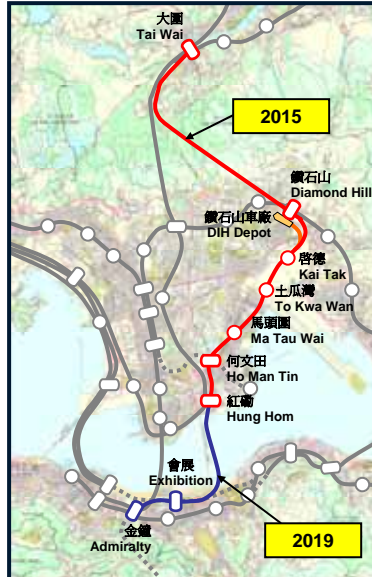 大圍
Tai Wai
2015
鑽石山
Diamond Hill
鑽石山車廠
DIH Depot
啓德
Kai Tak
土瓜灣
To Kwa Wan
馬頭圍
Ma Tau Wai
何文田
Ho Man Tin
紅磡
Hung Hom
會展
Exhibition
金鐘
Admiralty
2019